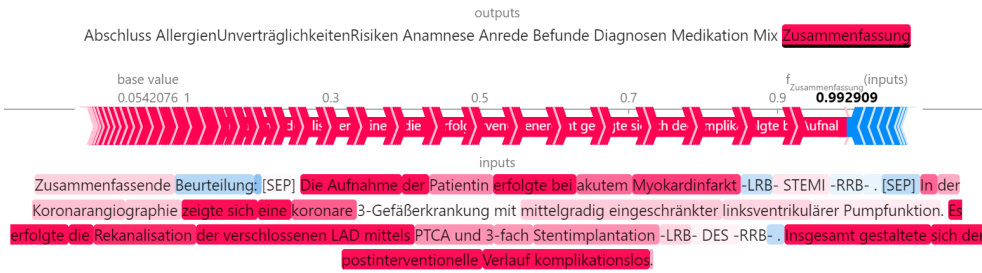 outputs
Abschluss AllergienUnverträglichkeitenRisiken Anamnese Anrede Befunde Diagnosen Medikation Mix Zusammenfassung
base value
f Zusammenfassung (inputs)
0.0542076 1 0.3 0.5 0.7 0.9 0.992909
inputs
Zusammenfassende Beurteilung: [SEP] Die Aufnahme der Patientin erfolgte bei akutem Myokardinfarkt -LRB- STEMI -RRB- . [SEP] In der
Koronarangiographie zeigte sich eine koronare 3-Gefäßerkrankung mit mittelgradig eingeschränkter linksventrikulärer Pumpfunktion. Es
erfolgte die Rekanalisation der verschlossenen LAD mittels PTCA und 3-fach Stentimplantation -LRB- DES -RRB- . Insgesamt gestaltete sich der
postinterventionelle Verlauf komplikationslos.